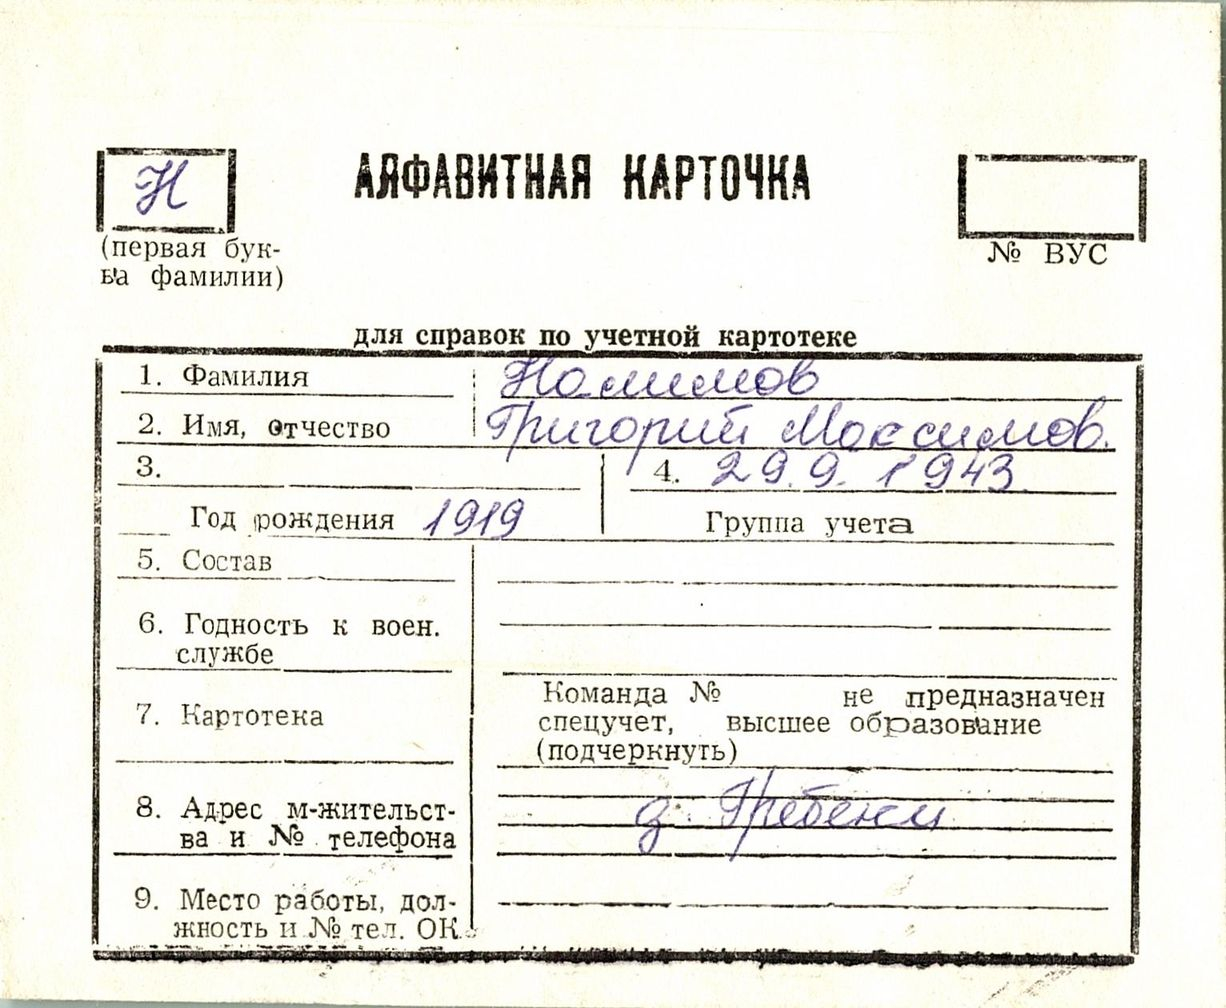 Н
АЛФАВИТНАЯ КАРТОЧКА
(первая бук-
ва фамилии)
№ ВУС
для справок по учетной картотеке
1. Фамилия Налимов
2. Имя, отчество Григорий Максимов.
3.
4. 29.9.1943
Год рождения 1919
Группа учета
5. Состав
6. Годность к воен.
службе
7. Картотека
Команда № не предназначен
спецучет, высшее образование
(подчеркнуть)
8. Адрес м-жительст-
ва и № телефона
д. Гребени
9. Место работы, дол-
жность и № тел. ОК.